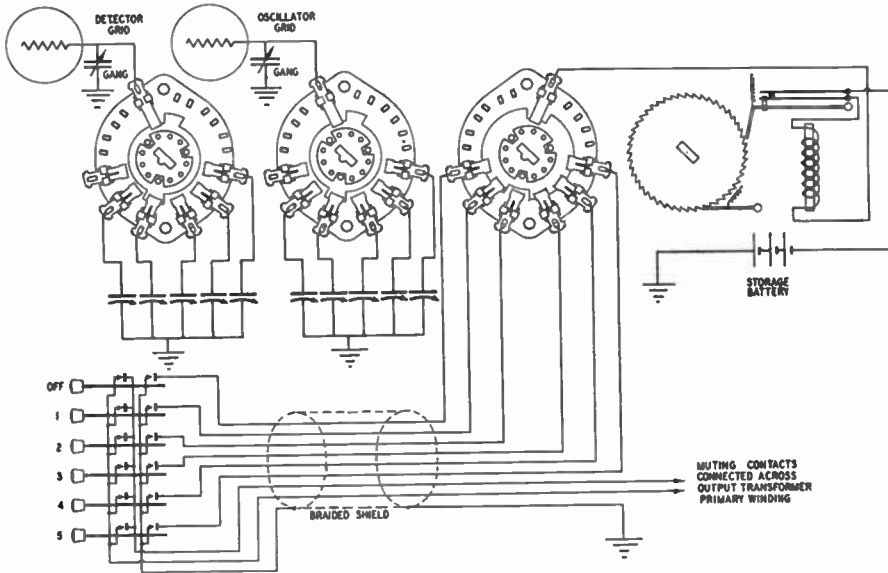 DETECTOR
GRID
GANG
OSCILLATOR
GRID
GANG
STORAGE
BATTERY
OFF
1
2
3
4
5
BRAIDED SHIELD
MUTING CONTACTS
CONNECTED ACROSS
OUTPUT TRANSFORMER
PRIMARY WINDING